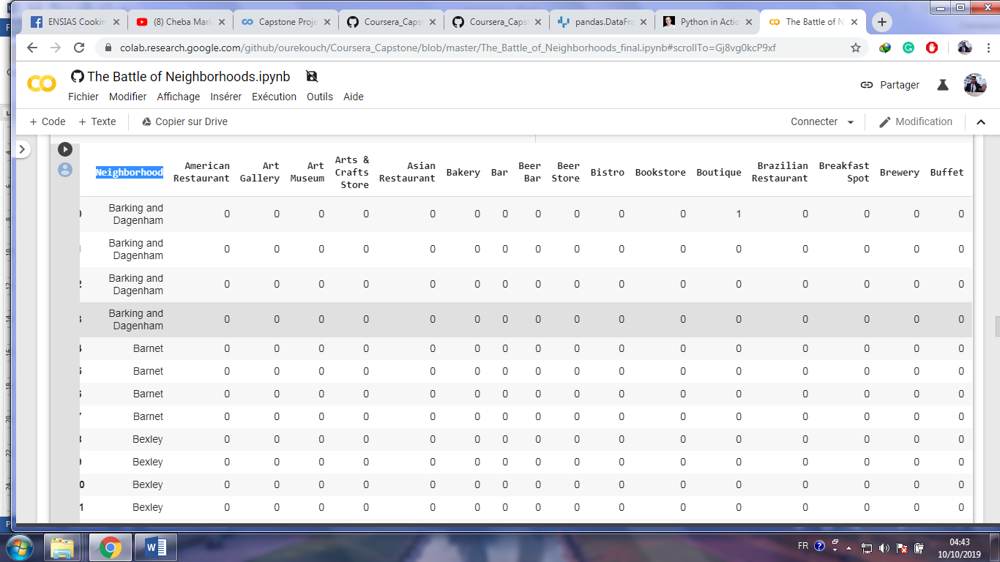 ENSIAS Cookin
(8) Cheba Mari
Capstone Proje
Coursera_Capst
Coursera_Capst
pandas.DataFra
Python in Actio
The Battle of N
colab.research.google.com/github/ourekouch/Coursera_Capstone/blob/master/The_Battle_of_Neighborhoods_final.ipynb#scrollTo=Gj8vg0kcP9xf
The Battle of Neighborhoods.ipynb
Partager
Fichier Modifier Affichage Insérer Exécution Outils Aide
+ Code + Texte Copier sur Drive Connecter Modification
Neighborhood American Restaurant Art Gallery Art Museum Arts & Crafts Store Asian Restaurant Bakery Bar Beer Bar Beer Store Bistro Bookstore Boutique Brazilian Restaurant Breakfast Spot Brewery Buffet
Barking and Dagenham 0 0 0 0 0 0 0 0 0 0 0 1 0 0 0 0
Barking and Dagenham 0 0 0 0 0 0 0 0 0 0 0 0 0 0 0 0
Barking and Dagenham 0 0 0 0 0 0 0 0 0 0 0 0 0 0 0 0
Barking and Dagenham 0 0 0 0 0 0 0 0 0 0 0 0 0 0 0 0
Barnet 0 0 0 0 0 0 0 0 0 0 0 0 0 0 0 0
Barnet 0 0 0 0 0 0 0 0 0 0 0 0 0 0 0 0
Barnet 0 0 0 0 0 0 0 0 0 0 0 0 0 0 0 0
Barnet 0 0 0 0 0 0 0 0 0 0 0 0 0 0 0 0
Bexley 0 0 0 0 0 0 0 0 0 0 0 0 0 0 0 0
Bexley 0 0 0 0 0 0 0 0 0 0 0 0 0 0 0 0
0 Bexley 0 0 0 0 0 0 0 0 0 0 0 0 0 0 0 0
1 Bexley 0 0 0 0 0 0 0 0 0 0 0 0 0 0 0 0
FR
04:43
10/10/2019